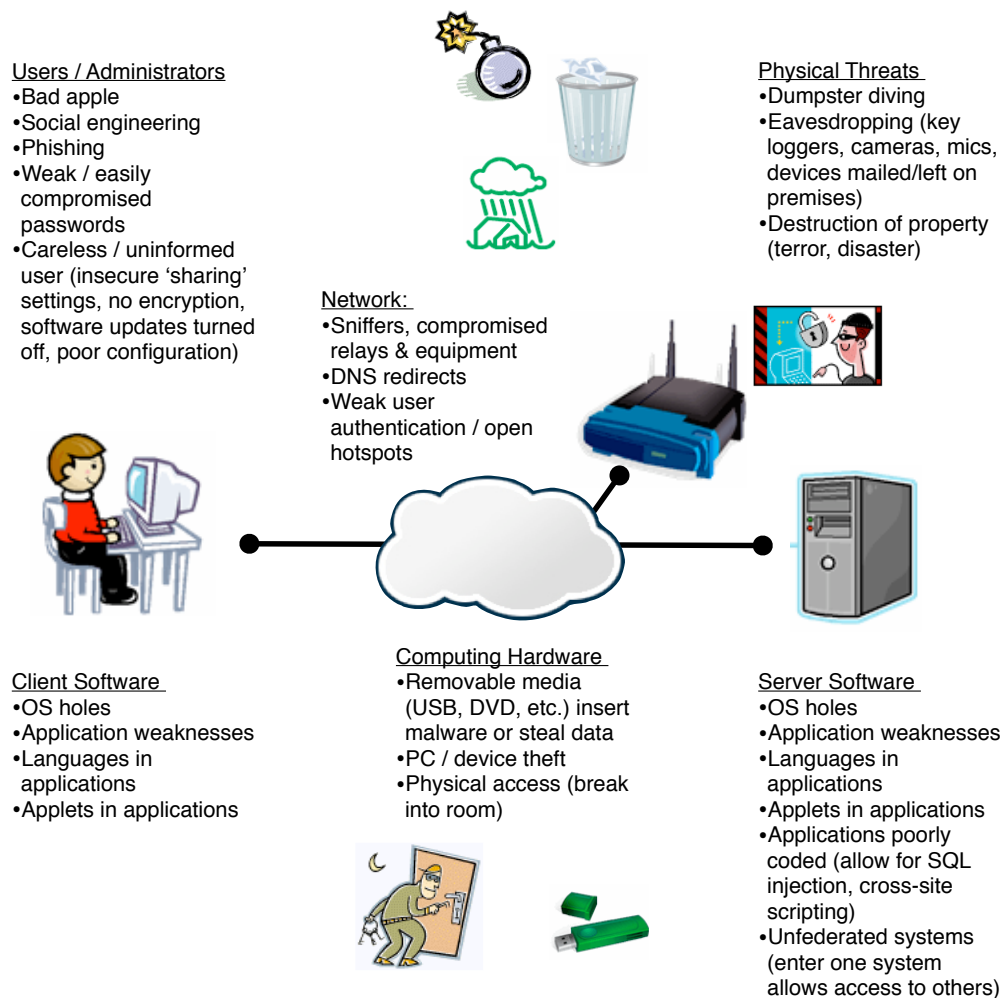 Users / Administrators
•Bad apple
•Social engineering
•Phishing
•Weak / easily
compromised
passwords
•Careless / uninformed
user (insecure ‘sharing’
settings, no encryption,
software updates turned
off, poor configuration)
Physical Threats
•Dumpster diving
•Eavesdropping (key
loggers, cameras, mics,
devices mailed/left on
premises)
•Destruction of property
(terror, disaster)
Network:
•Sniffers, compromised
relays & equipment
•DNS redirects
•Weak user
authentication / open
hotspots
Client Software
•OS holes
•Application weaknesses
•Languages in
applications
•Applets in applications
Computing Hardware
•Removable media
(USB, DVD, etc.) insert
malware or steal data
•PC / device theft
•Physical access (break
into room)
Server Software
•OS holes
•Application weaknesses
•Languages in
applications
•Applets in applications
•Applications poorly
coded (allow for SQL
injection, cross-site
scripting)
•Unfederated systems
(enter one system
allows access to others)